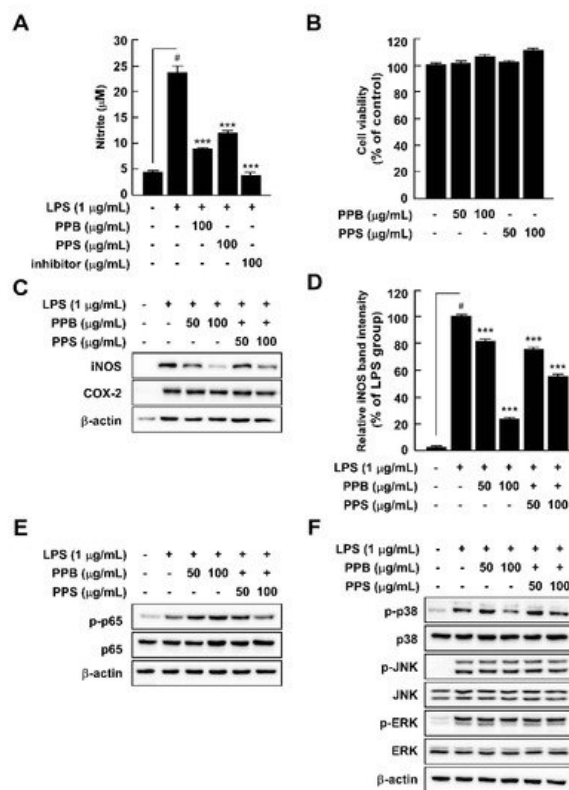 A
25
20
15
10
5
0
Nitrite (μM)
#
***
***
***
LPS (1 μg/mL) - + + + +
PPB (μg/mL) - - 100 - -
PPS (μg/mL) - - - 100 -
inhibitor (μg/mL) - - - - 100
B
120
100
80
60
40
20
0
Cell viability
(% of control)
PPB (μg/mL) - 50 100 - -
PPS (μg/mL) - - - 50 100
C
LPS (1 μg/mL) - + + + + +
PPB (μg/mL) - - 50 100 + +
PPS (μg/mL) - - - - 50 100
iNOS
COX-2
β-actin
D
120
100
80
60
40
20
0
Relative iNOS band intensity
(% of LPS group)
#
***
***
***
***
LPS (1 μg/mL) - + + + + +
PPB (μg/mL) - - 50 100 + +
PPS (μg/mL) - - - - 50 100
E
LPS (1 μg/mL) - + + + + +
PPB (μg/mL) - - 50 100 + +
PPS (μg/mL) - - - - 50 100
p-p65
p65
β-actin
F
LPS (1 μg/mL) - + + + + +
PPB (μg/mL) - - 50 100 + +
PPS (μg/mL) - - - - 50 100
p-p38
p38
p-JNK
JNK
p-ERK
ERK
β-actin